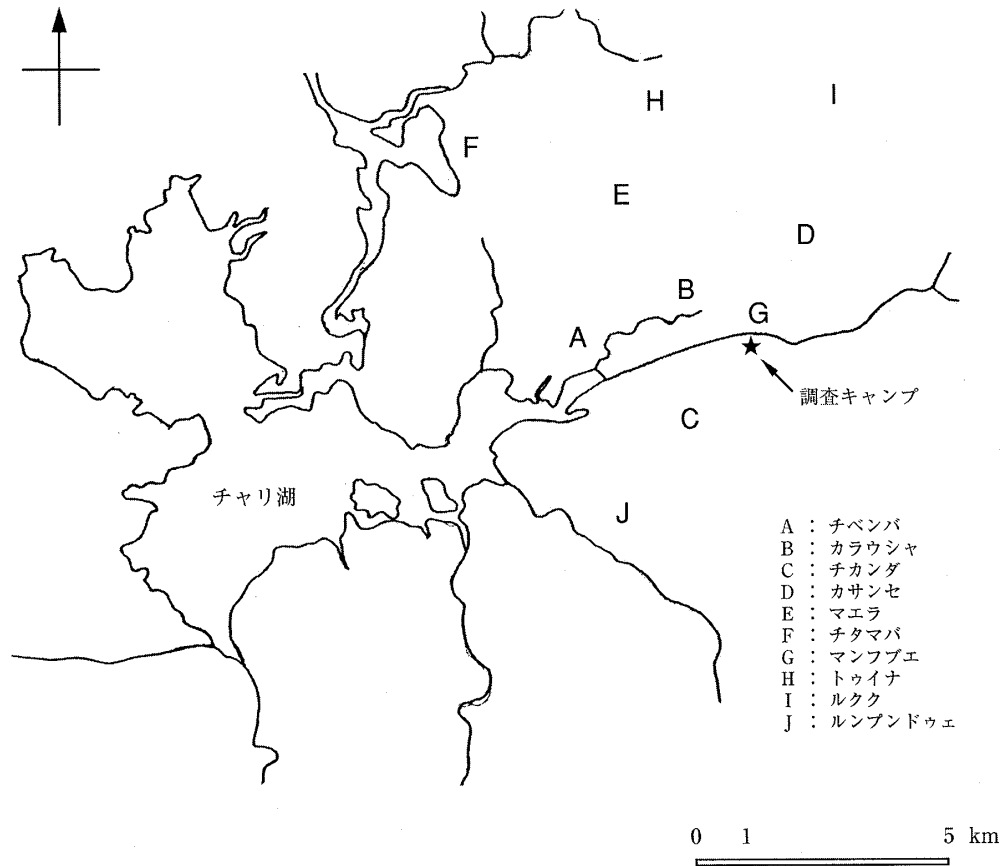 H
I
F
E
D
B
G
A
調査キャンプ
C
チャリ湖
J
A : チベンバ
B : カラウシャ
C : チカンダ
D : カサンセ
E : マエラ
F : チタマバ
G : マンフブエ
H : トゥイナ
I : ルクク
J : ルンプンドゥェ
0 1 5 km